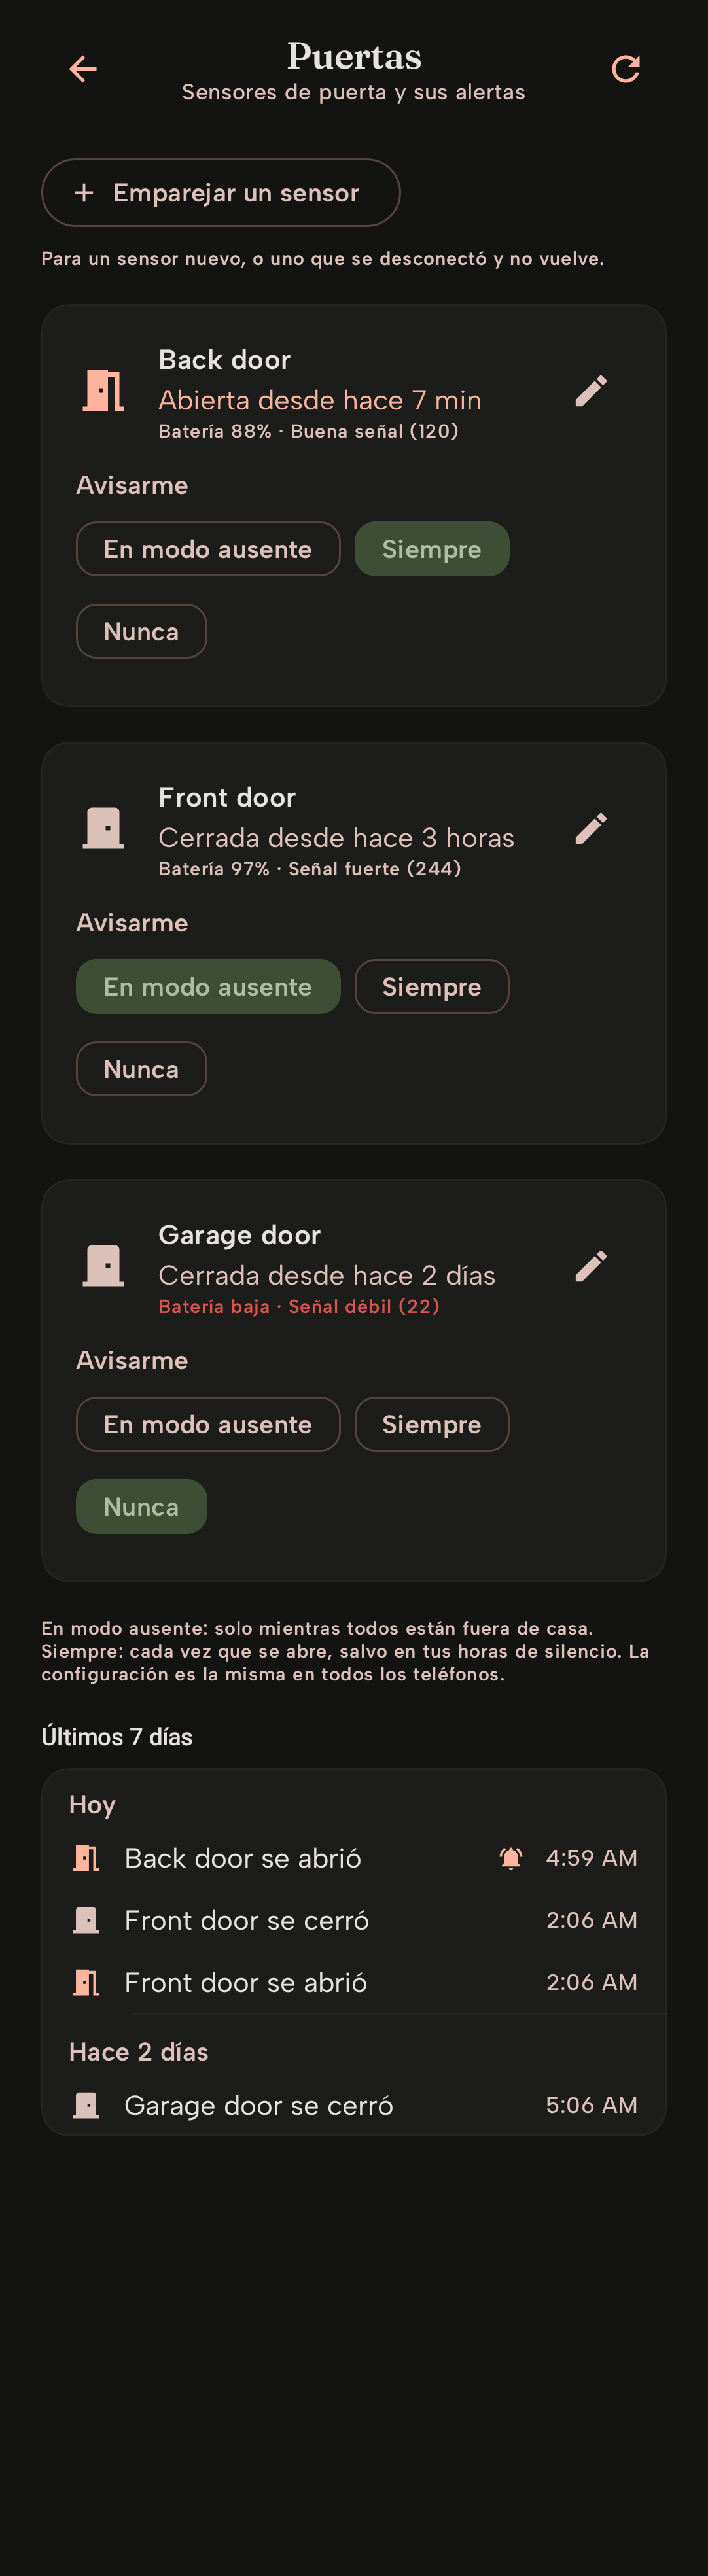 Puertas
Sensores de puerta y sus alertas
Emparejar un sensor
Para un sensor nuevo, o uno que se desconectó y no vuelve.
Back door
Abierta desde hace 7 min
Batería 88% · Buena señal (120)
Avisarme
En modo ausente
Siempre
Nunca
Front door
Cerrada desde hace 3 horas
Batería 97% · Señal fuerte (244)
Avisarme
En modo ausente
Siempre
Nunca
Garage door
Cerrada desde hace 2 días
Batería baja · Señal débil (22)
Avisarme
En modo ausente
Siempre
Nunca
En modo ausente: solo mientras todos están fuera de casa.
Siempre: cada vez que se abre, salvo en tus horas de silencio. La
configuración es la misma en todos los teléfonos.
Últimos 7 días
Hoy
Back door se abrió 4:59 AM
Front door se cerró 2:06 AM
Front door se abrió 2:06 AM
Hace 2 días
Garage door se cerró 5:06 AM